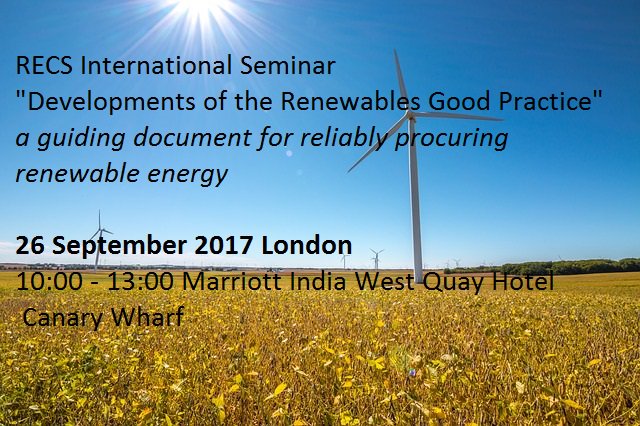 RECS International Seminar
"Developments of the Renewables Good Practice"
a guiding document for reliably procuring
renewable energy
26 September 2017 London
10:00 - 13:00 Marriott India West Quay Hotel
Canary Wharf